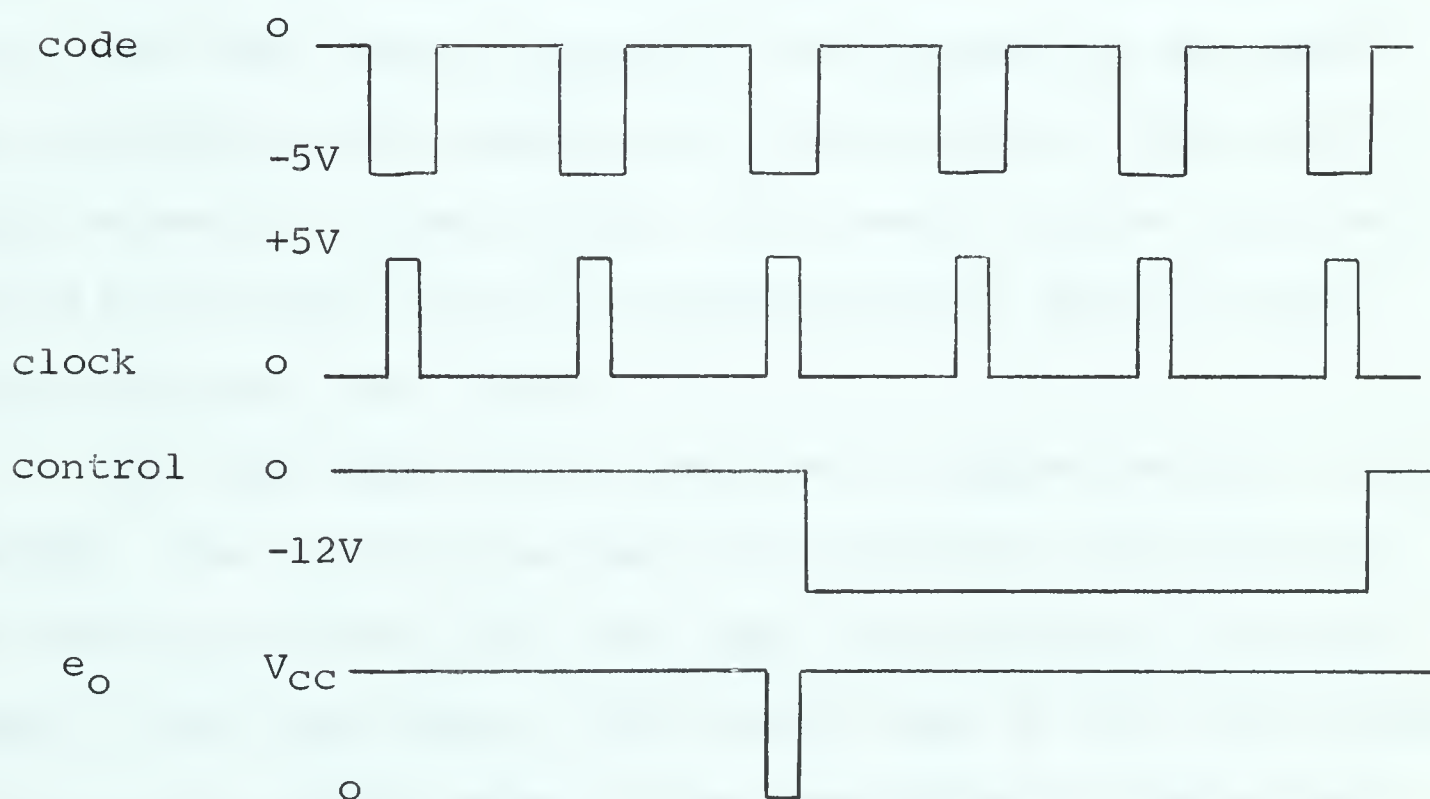 code o
-5V
+5V
clock o
control o
-12V
e_o V_CC
o